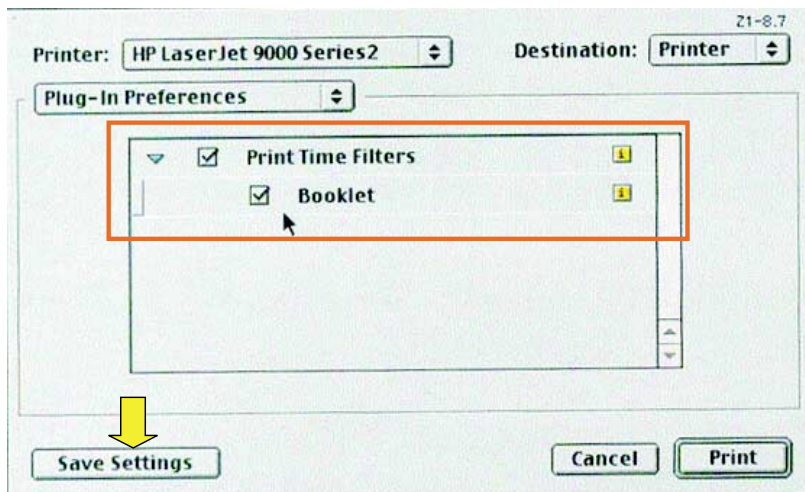 Z1-8.7
Printer: HP LaserJet 9000 Series2 Destination: Printer
Plug-In Preferences
Print Time Filters
Booklet
Save Settings Cancel Print